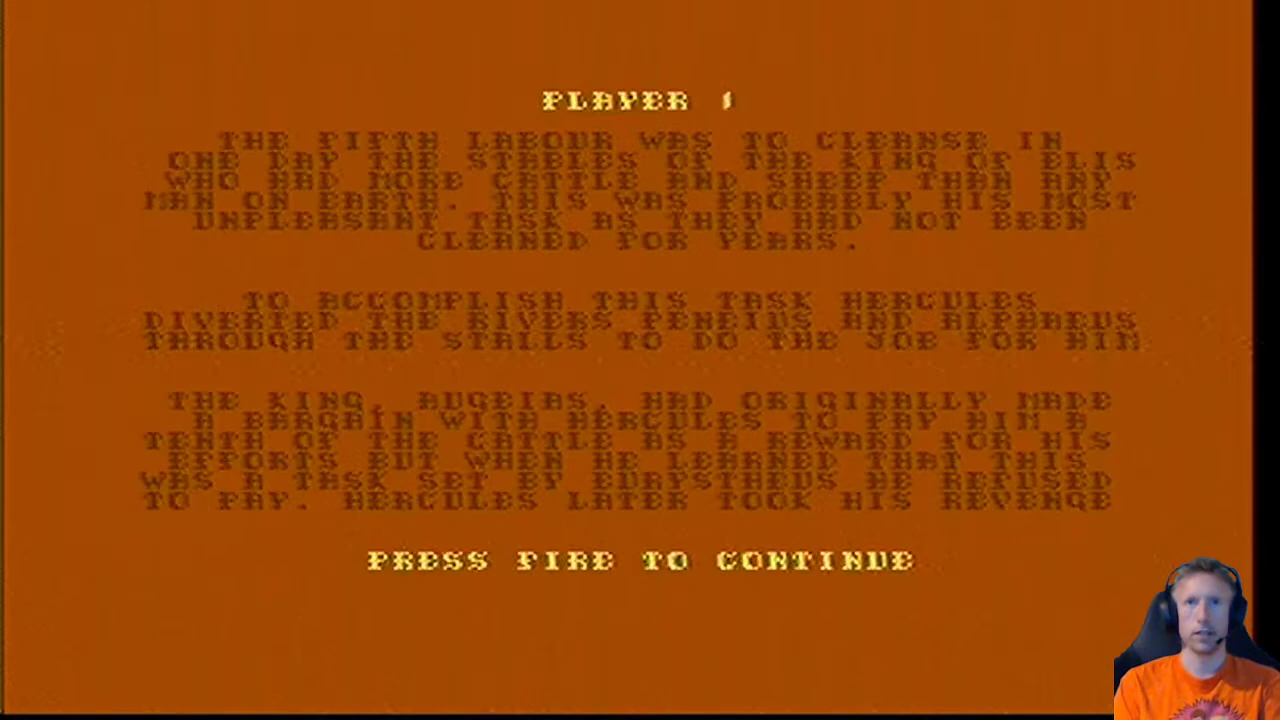 PLAYER 1
THE FIFTH LABOUR WAS TO CLEANSE IN
ONE DAY THE STABLES OF THE KING OF ELIS
WHO HAD MORE CATTLE AND SHEEP THAN ANY
MAN ON EARTH. THIS WAS PROBABLY HIS MOST
UNPLEASANT TASK AS THEY HAD NOT BEEN
CLEANED FOR YEARS.
TO ACCOMPLISH THIS TASK HERCULES
DIVERTED THE RIVERS PENEIUS AND ALPHAEUS
THROUGH THE STALLS TO DO THE JOB FOR HIM
THE KING, AUGEIAS, HAD ORIGINALLY MADE
A BARGAIN WITH HERCULES TO PAY HIM A
TENTH OF THE CATTLE AS A REWARD FOR HIS
EFFORTS BUT WHEN HE LEARNED THAT THIS
WAS A TASK SET BY EURYSTHEUS HE REFUSED
TO PAY. HERCULES LATER TOOK HIS REVENGE
PRESS FIRE TO CONTINUE